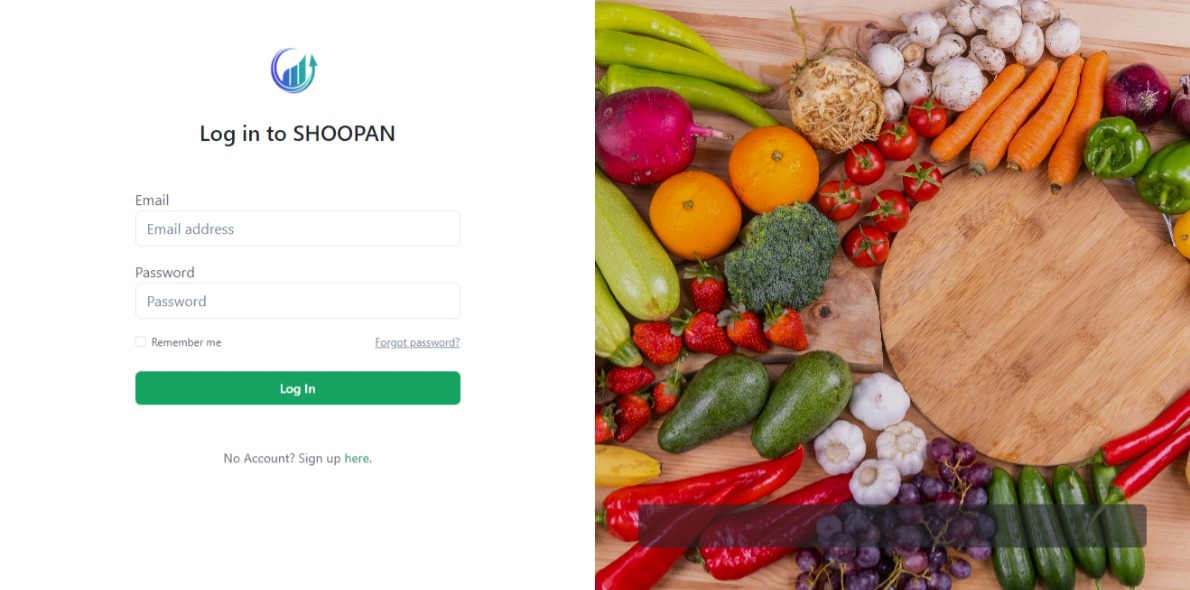 Log in to SHOOPAN
Email
Email address
Password
Password
Remember me
Forgot password?
Log In
No Account? Sign up here.